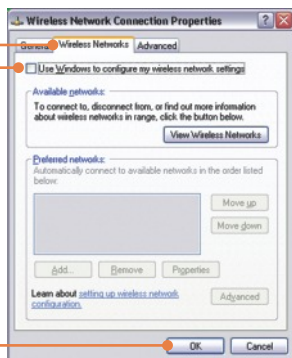 Wireless Network Connection Properties
General Wireless Networks Advanced
Use Windows to configure my wireless network settings
Available networks:
To connect to, disconnect from, or find out more information
about wireless networks in range, click the button below.
View Wireless Networks
Preferred networks:
Automatically connect to available networks in the order listed
below:
Move up
Move down
Add... Remove Properties
Learn about setting up wireless network
configuration.
Advanced
OK Cancel